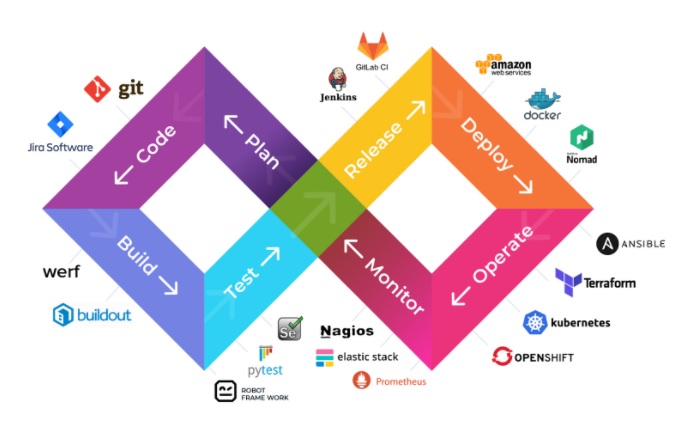 GitLab CI
Jenkins
amazon
web services
docker
HashiCorp
Nomad
git
Jira Software
Code
Plan
Release
Deploy
ANSIBLE
Build
Test
Monitor
Operate
werf
buildout
Terraform
kubernetes
OPENSHIFT
Se
Nagios
elastic stack
pytest
Prometheus
ROBOT
FRAME WORK